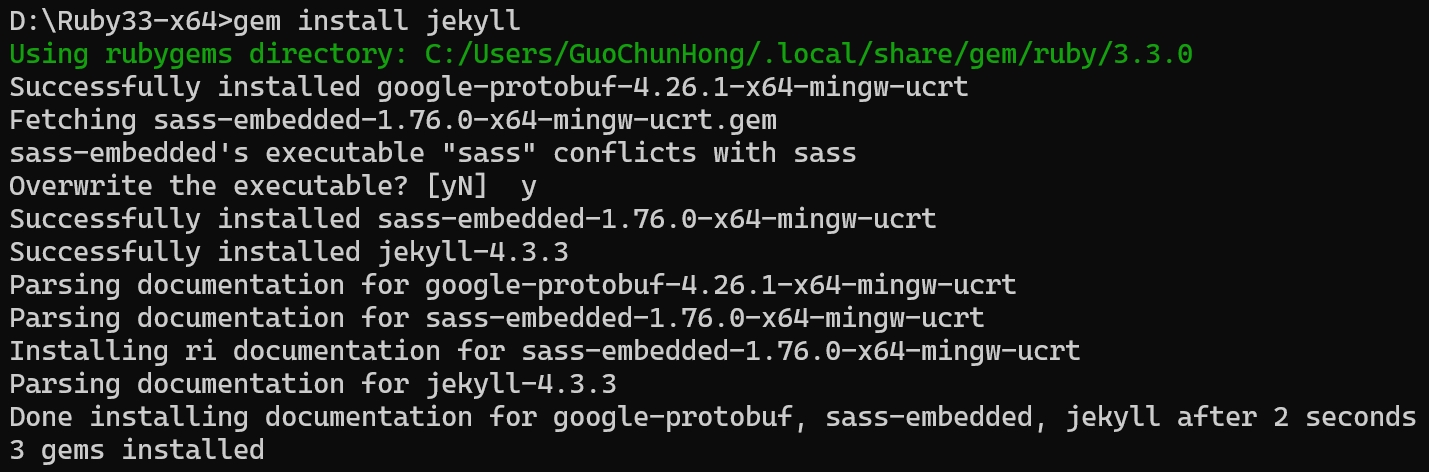 D:\Ruby33-x64>gem install jekyll
Using rubygems directory: C:/Users/GuoChunHong/.local/share/gem/ruby/3.3.0
Successfully installed google-protobuf-4.26.1-x64-mingw-ucrt
Fetching sass-embedded-1.76.0-x64-mingw-ucrt.gem
sass-embedded's executable "sass" conflicts with sass
Overwrite the executable? [yN]  y
Successfully installed sass-embedded-1.76.0-x64-mingw-ucrt
Successfully installed jekyll-4.3.3
Parsing documentation for google-protobuf-4.26.1-x64-mingw-ucrt
Parsing documentation for sass-embedded-1.76.0-x64-mingw-ucrt
Installing ri documentation for sass-embedded-1.76.0-x64-mingw-ucrt
Parsing documentation for jekyll-4.3.3
Done installing documentation for google-protobuf, sass-embedded, jekyll after 2 seconds
3 gems installed